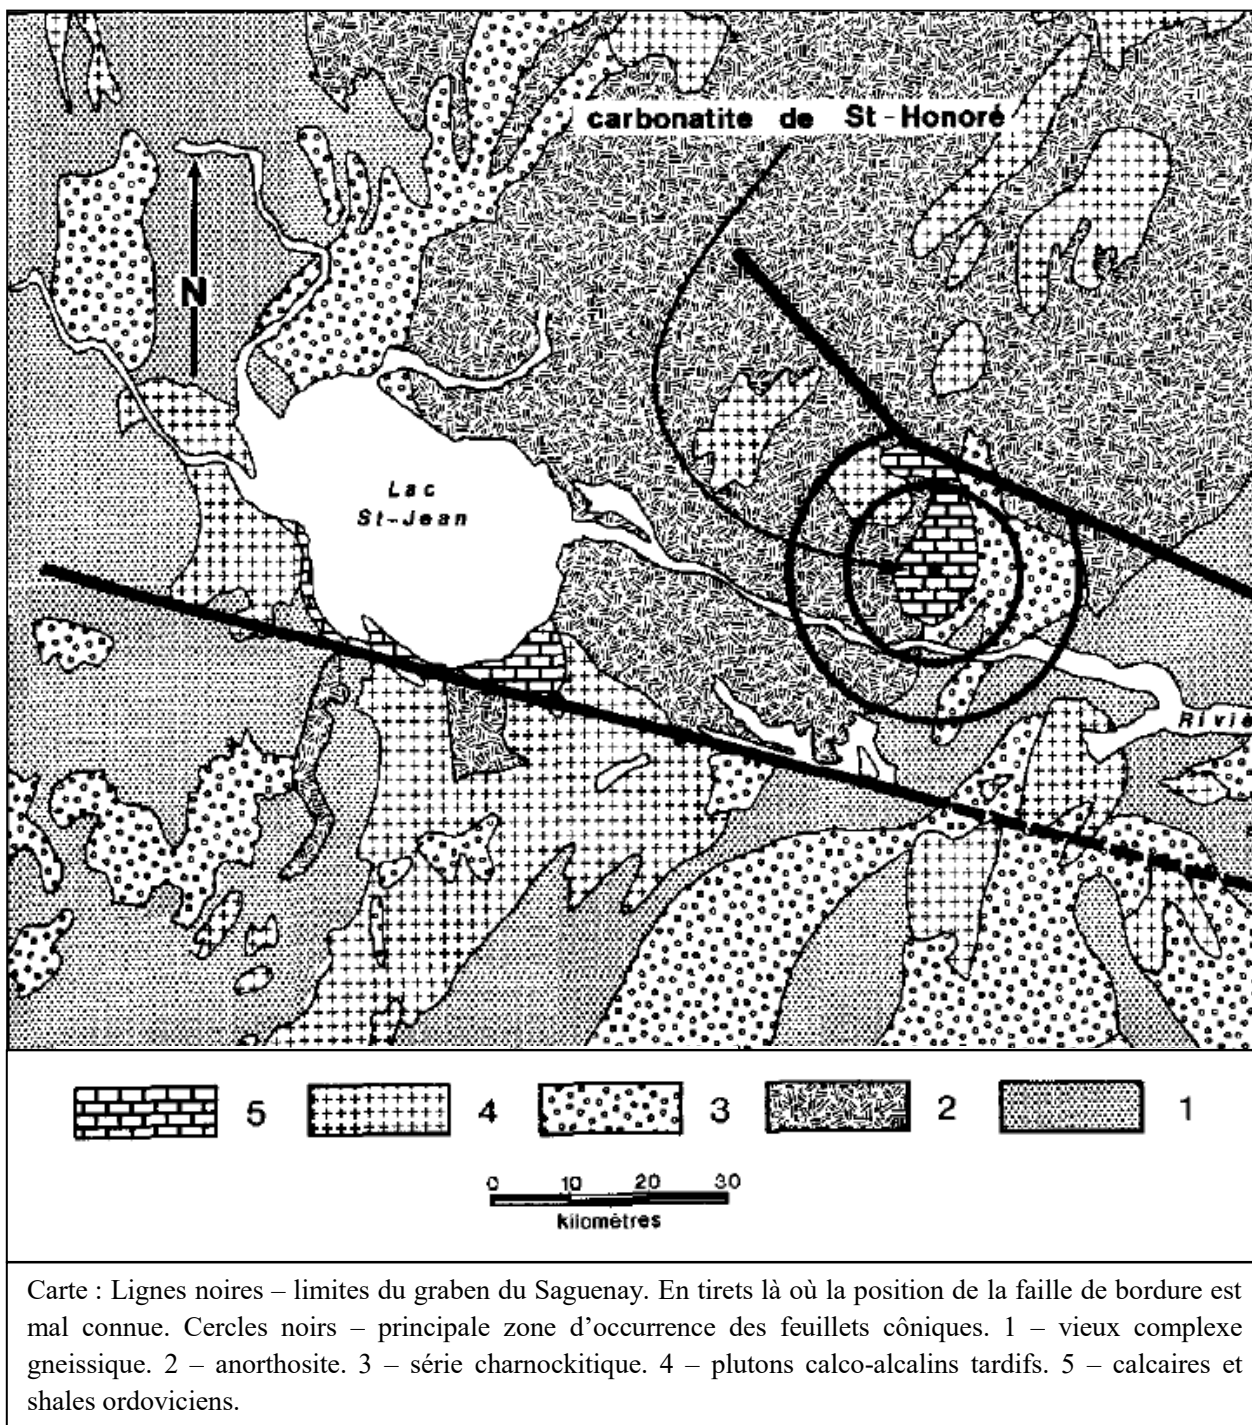 carbonatite de St-Honoré
N
Lac
St-Jean
Riviè
5 4 3 2 1
0 10 20 30
kilomètres
Carte : Lignes noires – limites du graben du Saguenay. En tirets là où la position de la faille de bordure est
mal connue. Cercles noirs – principale zone d’occurrence des feuillets côniques. 1 – vieux complexe
gneissique. 2 – anorthosite. 3 – série charnockitique. 4 – plutons calco-alcalins tardifs. 5 – calcaires et
shales ordoviciens.